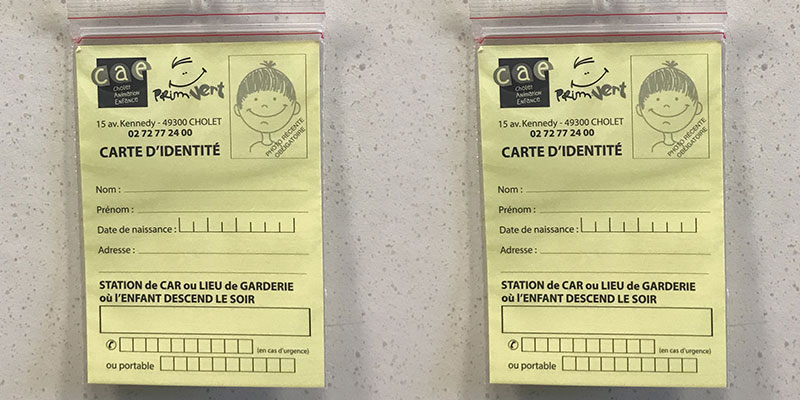 cae
Cholet
Animation
Enfance
Prim'vert
15 av. Kennedy - 49300 CHOLET
02 72 77 24 00
CARTE D'IDENTITÉ
PHOTO RÉCENTE
OBLIGATOIRE
Nom :
Prénom :
Date de naissance :
Adresse :
STATION de CAR ou LIEU de GARDERIE
où l'ENFANT DESCEND LE SOIR
✆ (en cas d'urgence)
ou portable
cae
Cholet
Animation
Enfance
Prim'vert
15 av. Kennedy - 49300 CHOLET
02 72 77 24 00
CARTE D'IDENTITÉ
PHOTO RÉCENTE
OBLIGATOIRE
Nom :
Prénom :
Date de naissance :
Adresse :
STATION de CAR ou LIEU de GARDERIE
où l'ENFANT DESCEND LE SOIR
✆ (en cas d'urgence)
ou portable